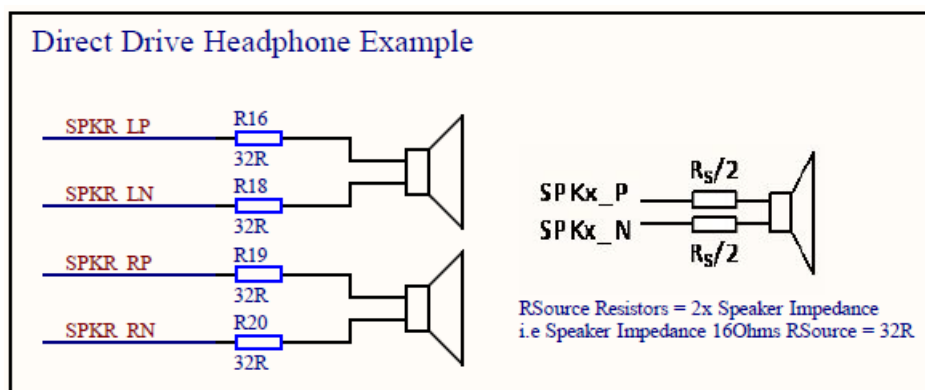 Direct Drive Headphone Example
SPKR LP
R16
32R
SPKR LN
R18
32R
SPKR RP
R19
32R
SPKR RN
R20
32R
SPKx_P
Rs/2
SPKx_N
Rs/2
RSource Resistors = 2x Speaker Impedance
i.e Speaker Impedance 16Ohms RSource = 32R